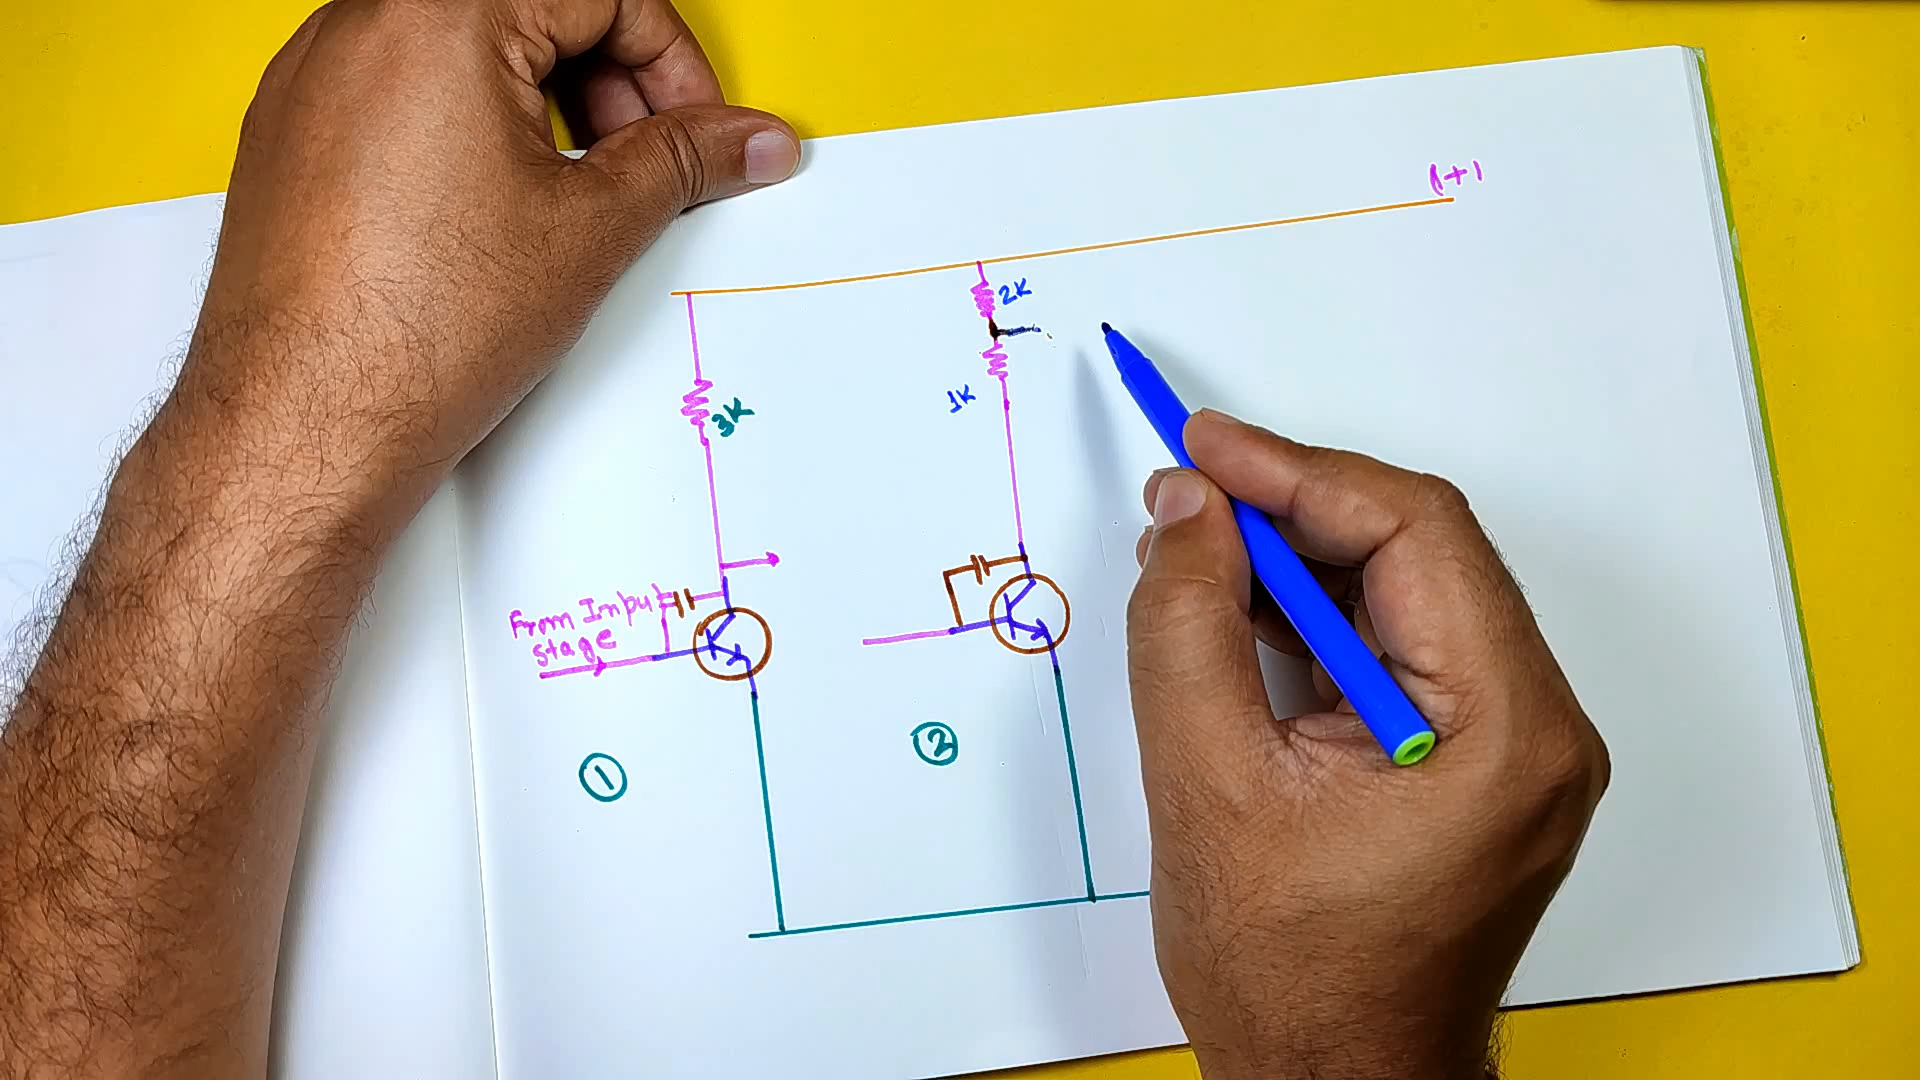 (+)
2K
1K
3K
From Input
stage
①
②